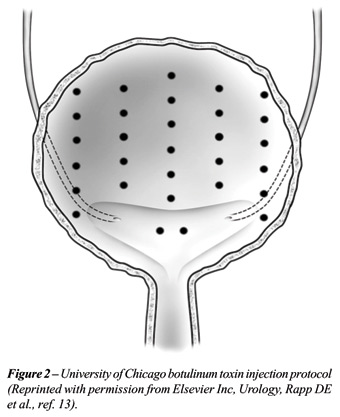 Figure 2 – University of Chicago botulinum toxin injection protocol
(Reprinted with permission from Elsevier Inc, Urology, Rapp DE
et al., ref. 13).